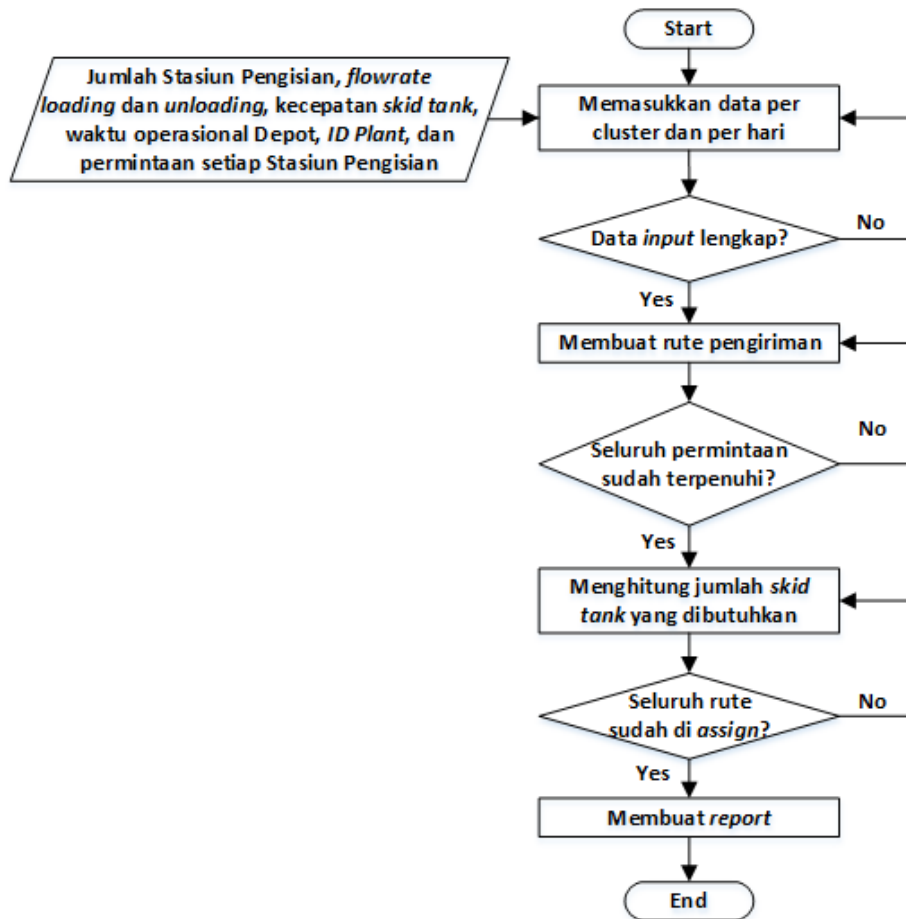 Start
Jumlah Stasiun Pengisian, flowrate
loading dan unloading, kecepatan skid tank,
waktu operasional Depot, ID Plant, dan
permintaan setiap Stasiun Pengisian
Memasukkan data per
cluster dan per hari
Data input lengkap?
No
Yes
Membuat rute pengiriman
Seluruh permintaan
sudah terpenuhi?
No
Yes
Menghitung jumlah skid
tank yang dibutuhkan
Seluruh rute
sudah di assign?
No
Yes
Membuat report
End